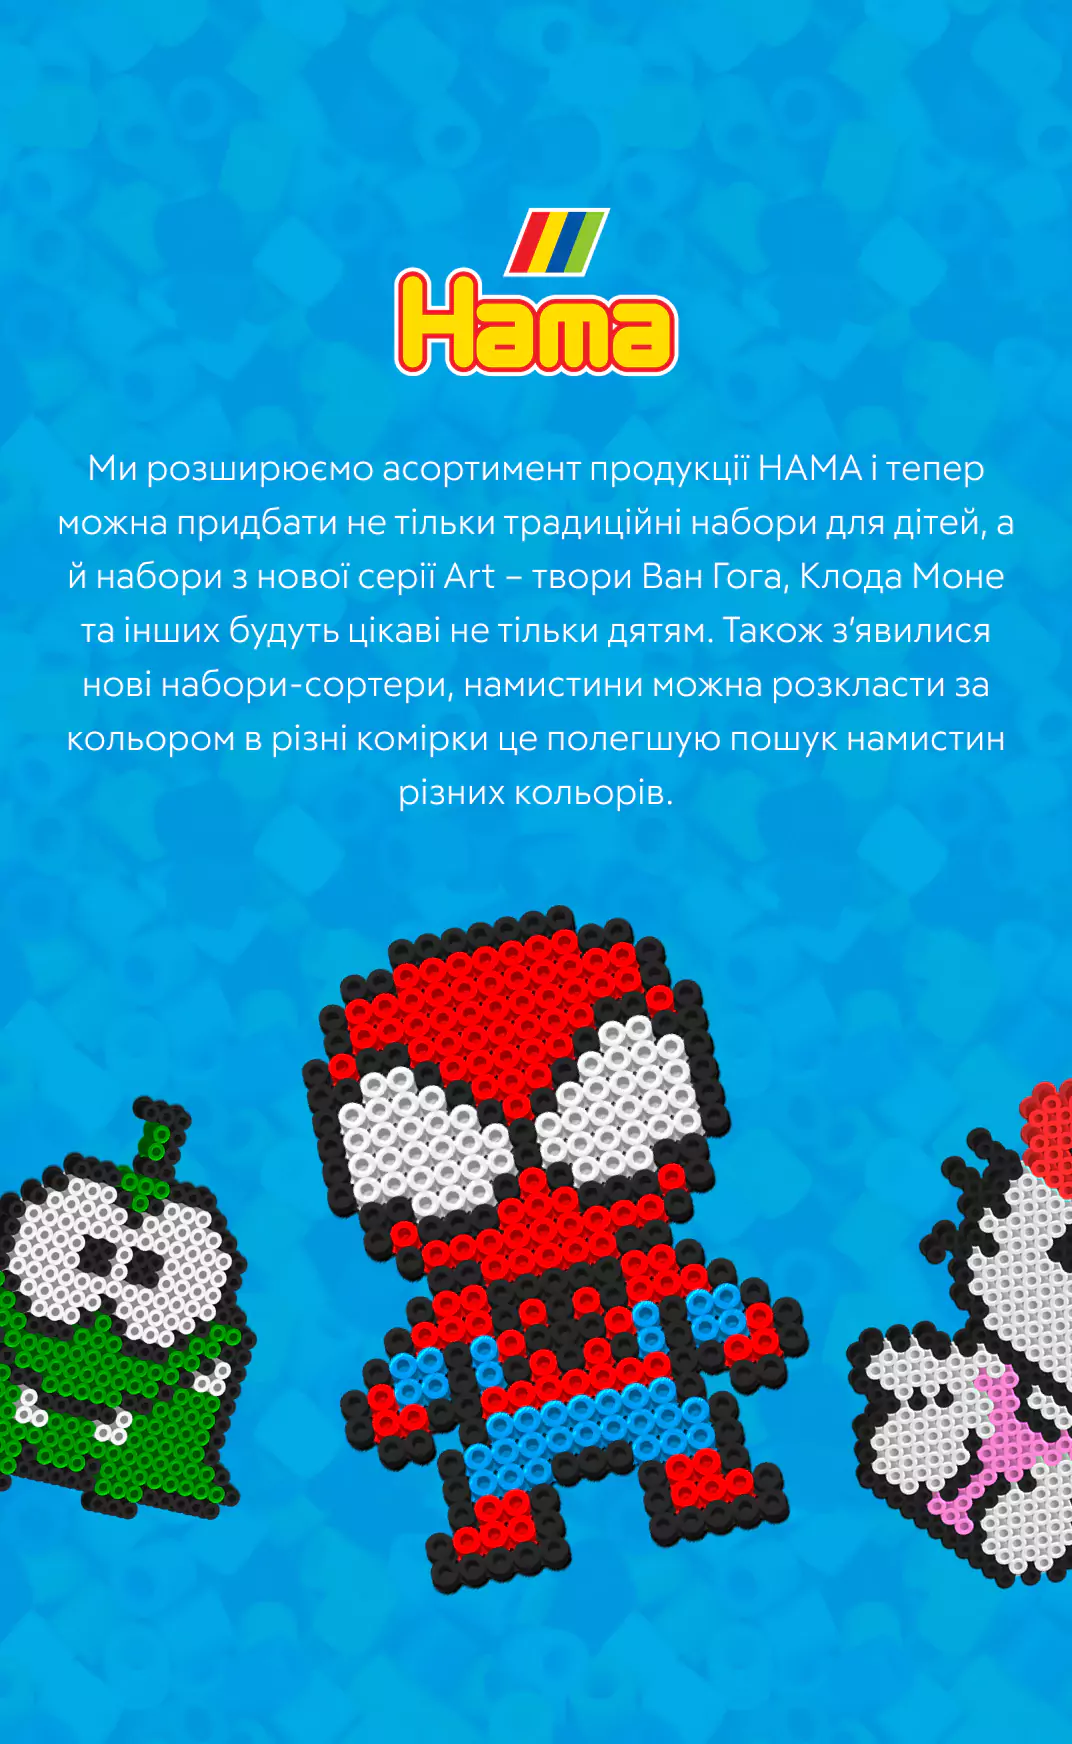 Hama
Ми розширюємо асортимент продукції НАМА і тепер
можна придбати не тільки традиційні набори для дітей, а
й набори з нової серії Art – твори Ван Гога, Клода Моне
та інших будуть цікаві не тільки дятям. Також з’явилися
нові набори-сортери, намистини можна розкласти за
кольором в різні комірки це полегшую пошук намистин
різних кольорів.